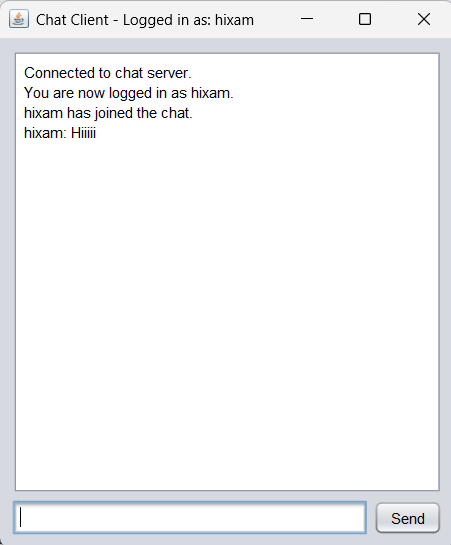 Chat Client - Logged in as: hixam
Connected to chat server.
You are now logged in as hixam.
hixam has joined the chat.
hixam: Hiiiii
Send